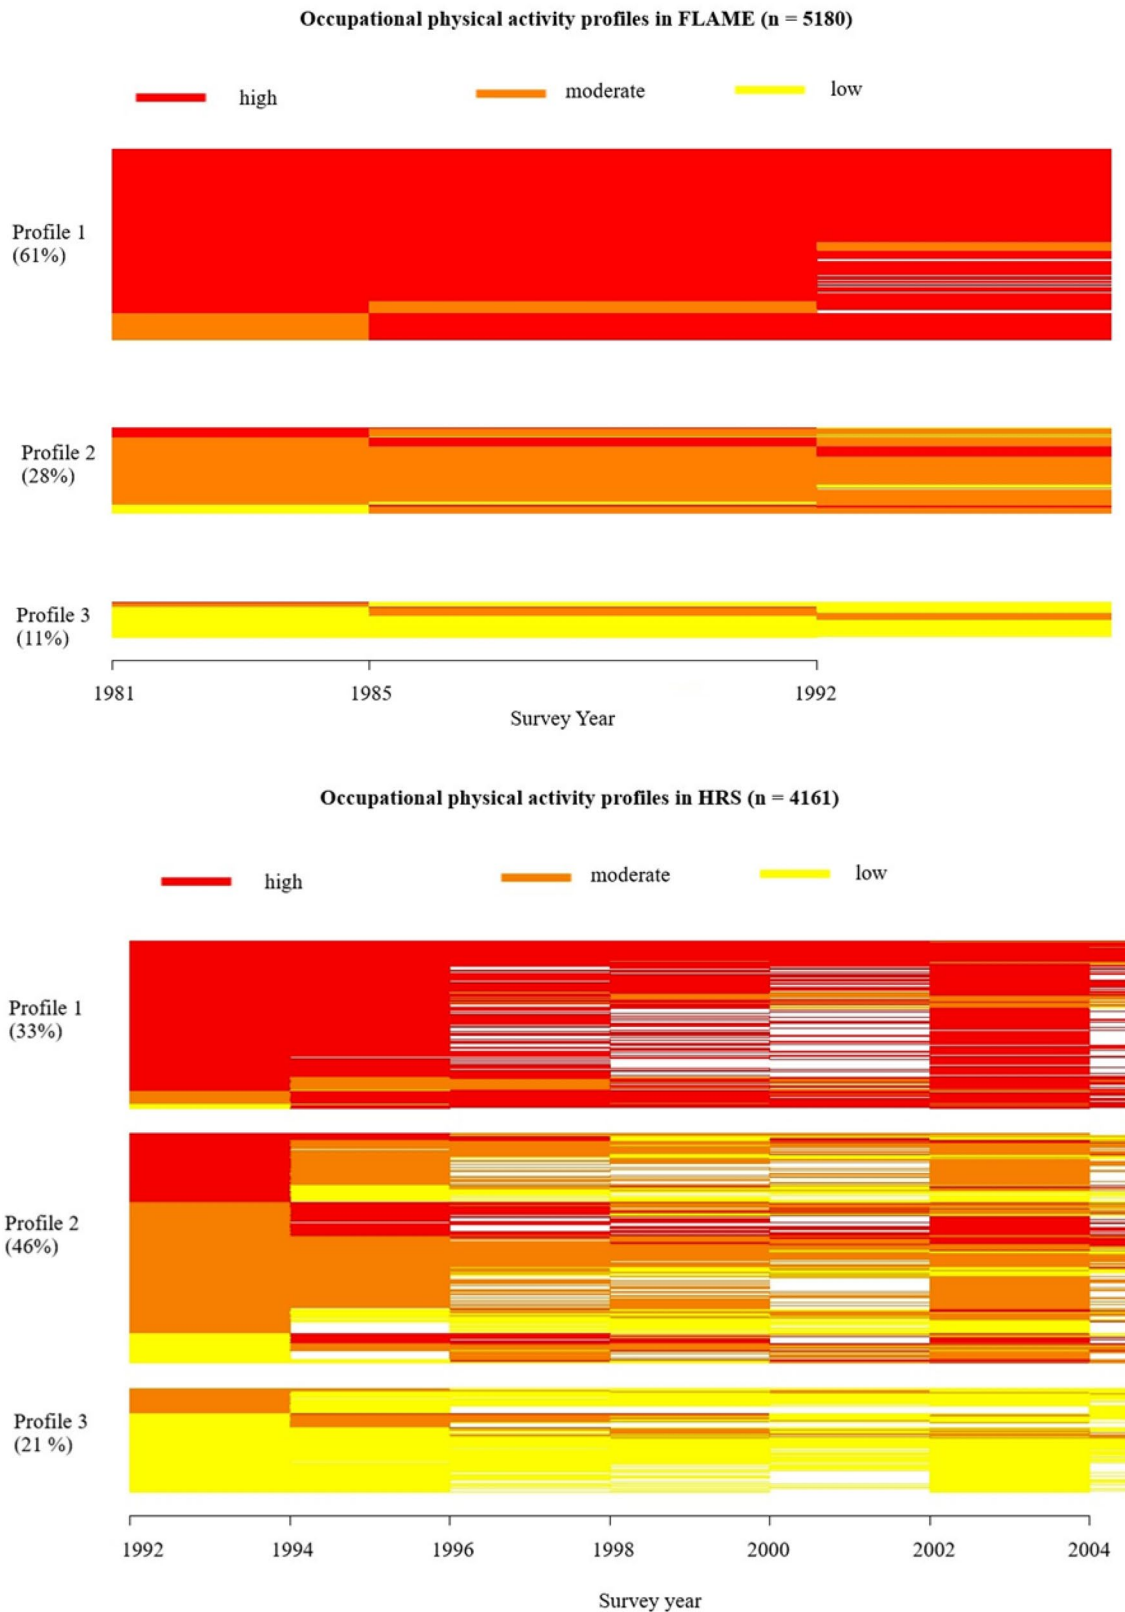 Occupational physical activity profiles in FLAME (n = 5180)
high moderate low
Profile 1
(61%)
Profile 2
(28%)
Profile 3
(11%)
1981 1985 1992
Survey Year
Occupational physical activity profiles in HRS (n = 4161)
high moderate low
Profile 1
(33%)
Profile 2
(46%)
Profile 3
(21 %)
1992 1994 1996 1998 2000 2002 2004
Survey year